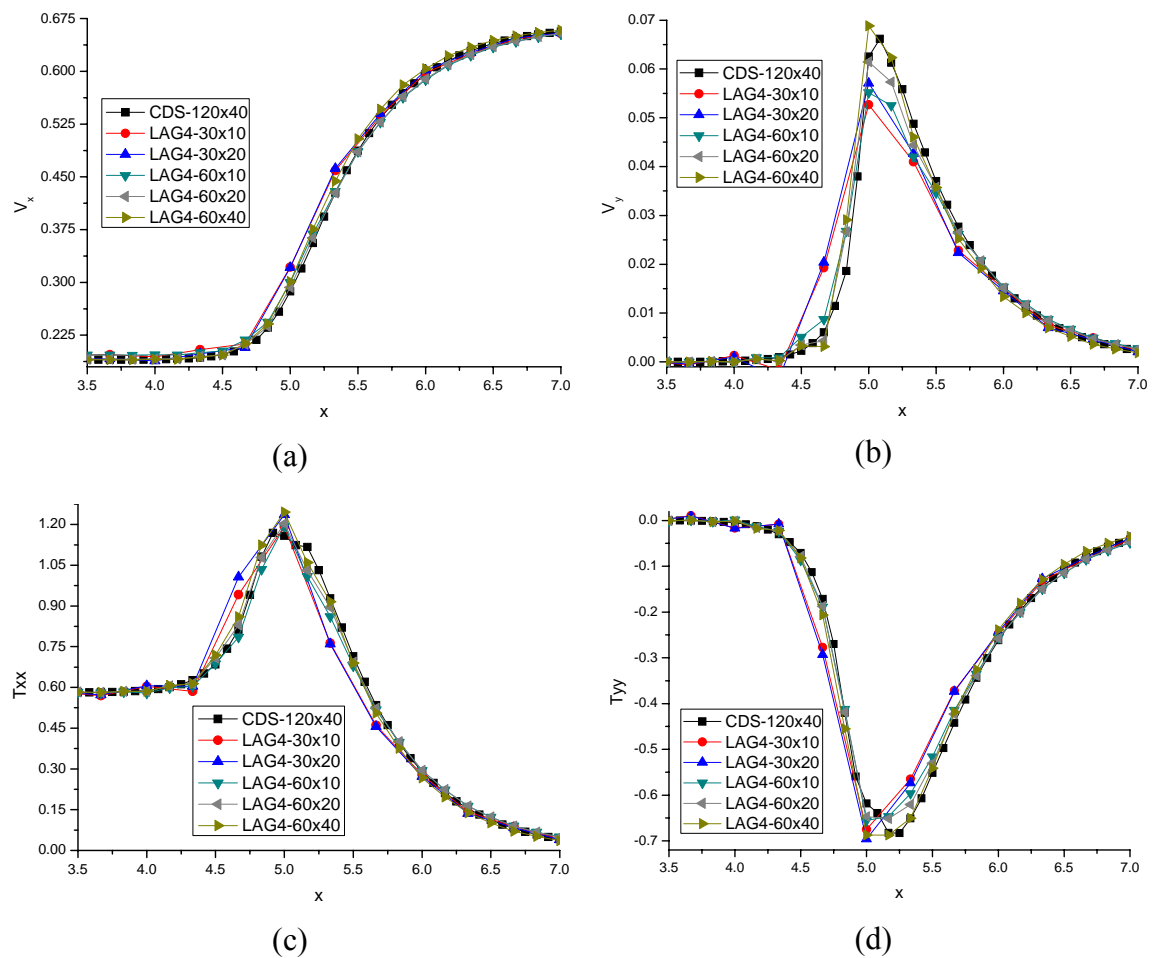 0.675
0.600
0.525
0.450
0.375
0.300
0.225
V_x
CDS-120x40
LAG4-30x10
LAG4-30x20
LAG4-60x10
LAG4-60x20
LAG4-60x40
3.5 4.0 4.5 5.0 5.5 6.0 6.5 7.0
x
(a)
0.07
0.06
0.05
0.04
0.03
0.02
0.01
0.00
V_y
CDS-120x40
LAG4-30x10
LAG4-30x20
LAG4-60x10
LAG4-60x20
LAG4-60x40
3.5 4.0 4.5 5.0 5.5 6.0 6.5 7.0
x
(b)
1.20
1.05
0.90
0.75
0.60
0.45
0.30
0.15
0.00
Txx
CDS-120x40
LAG4-30x10
LAG4-30x20
LAG4-60x10
LAG4-60x20
LAG4-60x40
3.5 4.0 4.5 5.0 5.5 6.0 6.5 7.0
x
(c)
0.0
-0.1
-0.2
-0.3
-0.4
-0.5
-0.6
-0.7
Tyy
CDS-120x40
LAG4-30x10
LAG4-30x20
LAG4-60x10
LAG4-60x20
LAG4-60x40
3.5 4.0 4.5 5.0 5.5 6.0 6.5 7.0
x
(d)